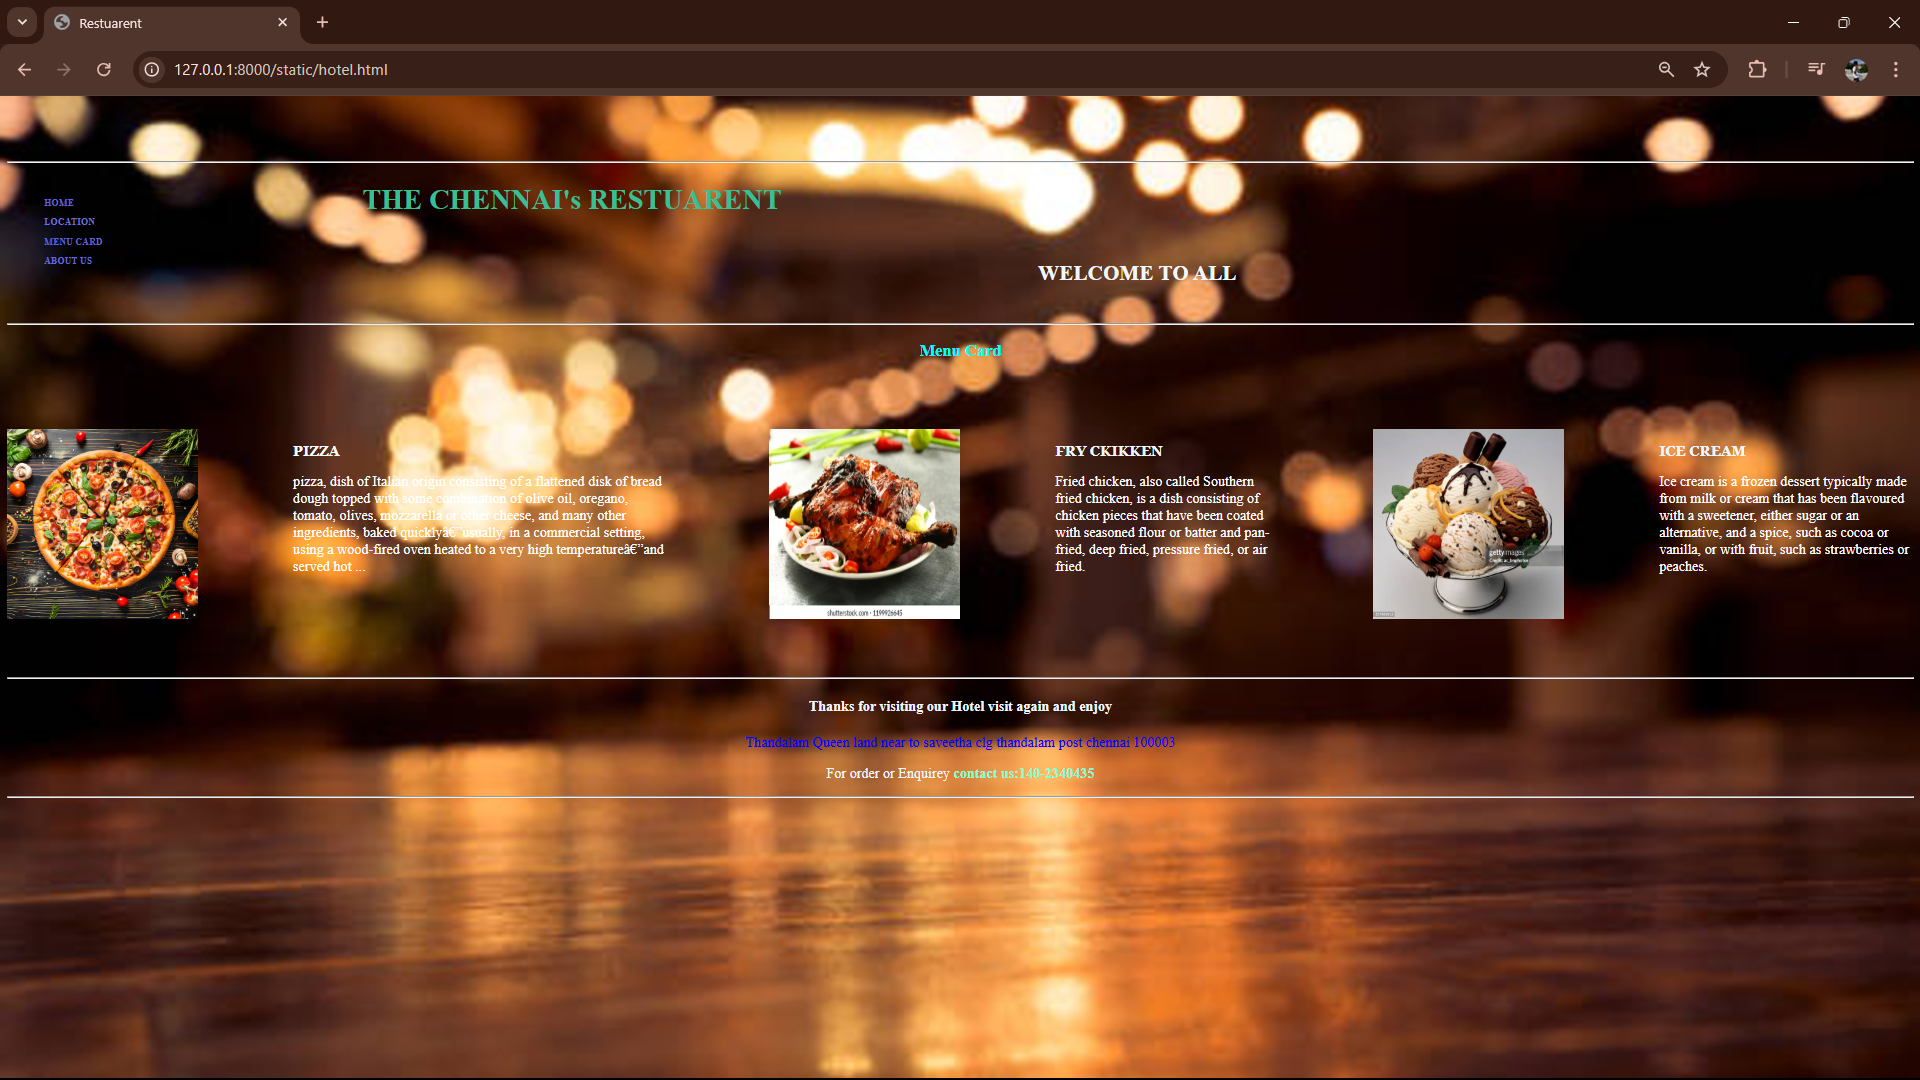 Restuarent
127.0.0.1:8000/static/hotel.html
THE CHENNAI's RESTUARENT
HOME
LOCATION
MENU CARD
ABOUT US
WELCOME TO ALL
Menu Card
PIZZA
pizza, dish of Italian origin consisting of a flattened disk of bread
dough topped with some combination of olive oil, oregano,
tomato, olives, mozzarella or other cheese, and many other
ingredients, baked quicklyâ€”usually, in a commercial setting,
using a wood-fired oven heated to a very high temperatureâ€”and
served hot ...
shutterstock.com · 1199926645
FRY CKIKKEN
Fried chicken, also called Southern
fried chicken, is a dish consisting of
chicken pieces that have been coated
with seasoned flour or batter and pan-
fried, deep fried, pressure fried, or air
fried.
gettyimages
ICE CREAM
Ice cream is a frozen dessert typically made
from milk or cream that has been flavoured
with a sweetener, either sugar or an
alternative, and a spice, such as cocoa or
vanilla, or with fruit, such as strawberries or
peaches.
Thanks for visiting our Hotel visit again and enjoy
Thandalam Queen land near to saveetha clg thandalam post chennai 100003
For order or Enquirey contact us:140-2340435